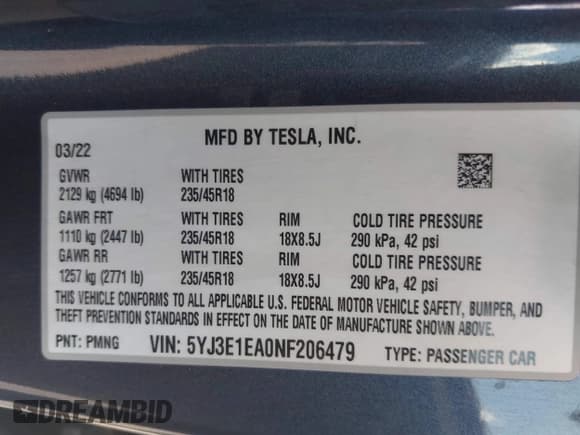 MFD BY TESLA, INC.
03/22
GVWR WITH TIRES
2129 kg (4694 lb) 235/45R18
GAWR FRT WITH TIRES RIM COLD TIRE PRESSURE
1110 kg (2447 lb) 235/45R18 18X8.5J 290 kPa, 42 psi
GAWR RR WITH TIRES RIM COLD TIRE PRESSURE
1257 kg (2771 lb) 235/45R18 18X8.5J 290 kPa, 42 psi
THIS VEHICLE CONFORMS TO ALL APPLICABLE U.S. FEDERAL MOTOR VEHICLE SAFETY, BUMPER, AND
THEFT PREVENTION STANDARDS IN EFFECT ON THE DATE OF MANUFACTURE SHOWN ABOVE.
PNT: PMNG VIN: 5YJ3E1EA0NF206479 TYPE: PASSENGER CAR
DREAMBID